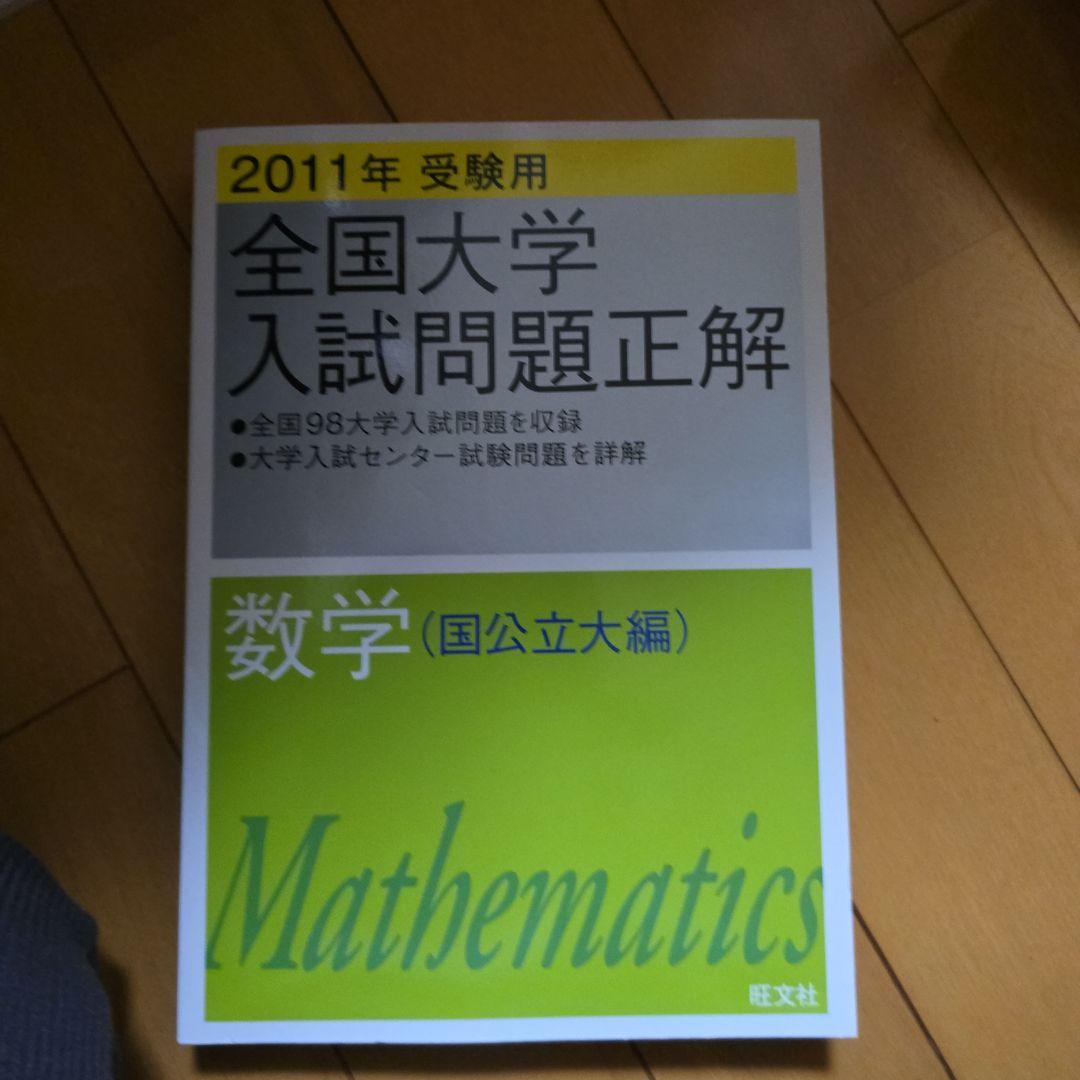 2011年 受験用
全国大学
入試問題正解
●全国98大学入試問題を収録
●大学入試センター試験問題を詳解
数学(国公立大編)
Mathematics
旺文社